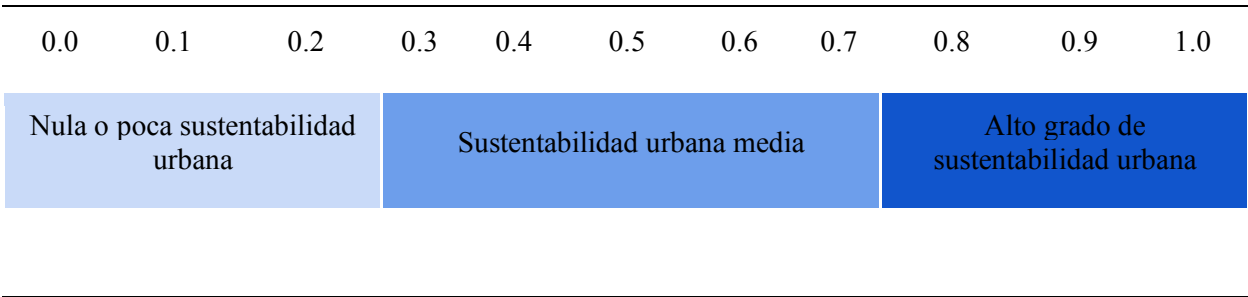 0.0 0.1 0.2 0.3 0.4 0.5 0.6 0.7 0.8 0.9 1.0
Nula o poca sustentabilidad
urbana
Sustentabilidad urbana media
Alto grado de
sustentabilidad urbana